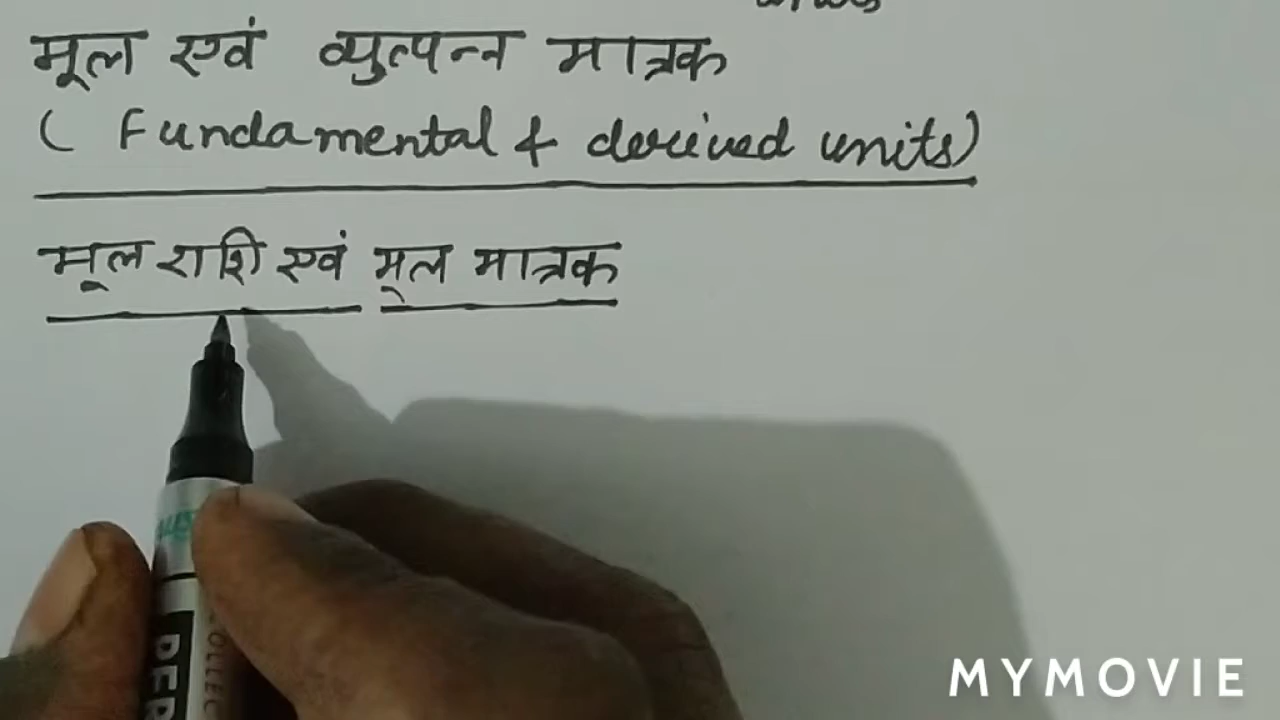 मूल एवं व्युत्पन्न मात्रक
( Fundamental & derived units)
मूल राशि एवं मूल मात्रक
MYMOVIE